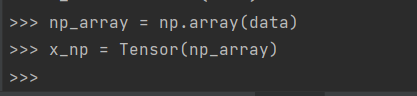 >>> np_array = np.array(data)
>>> x_np = Tensor(np_array)
>>>